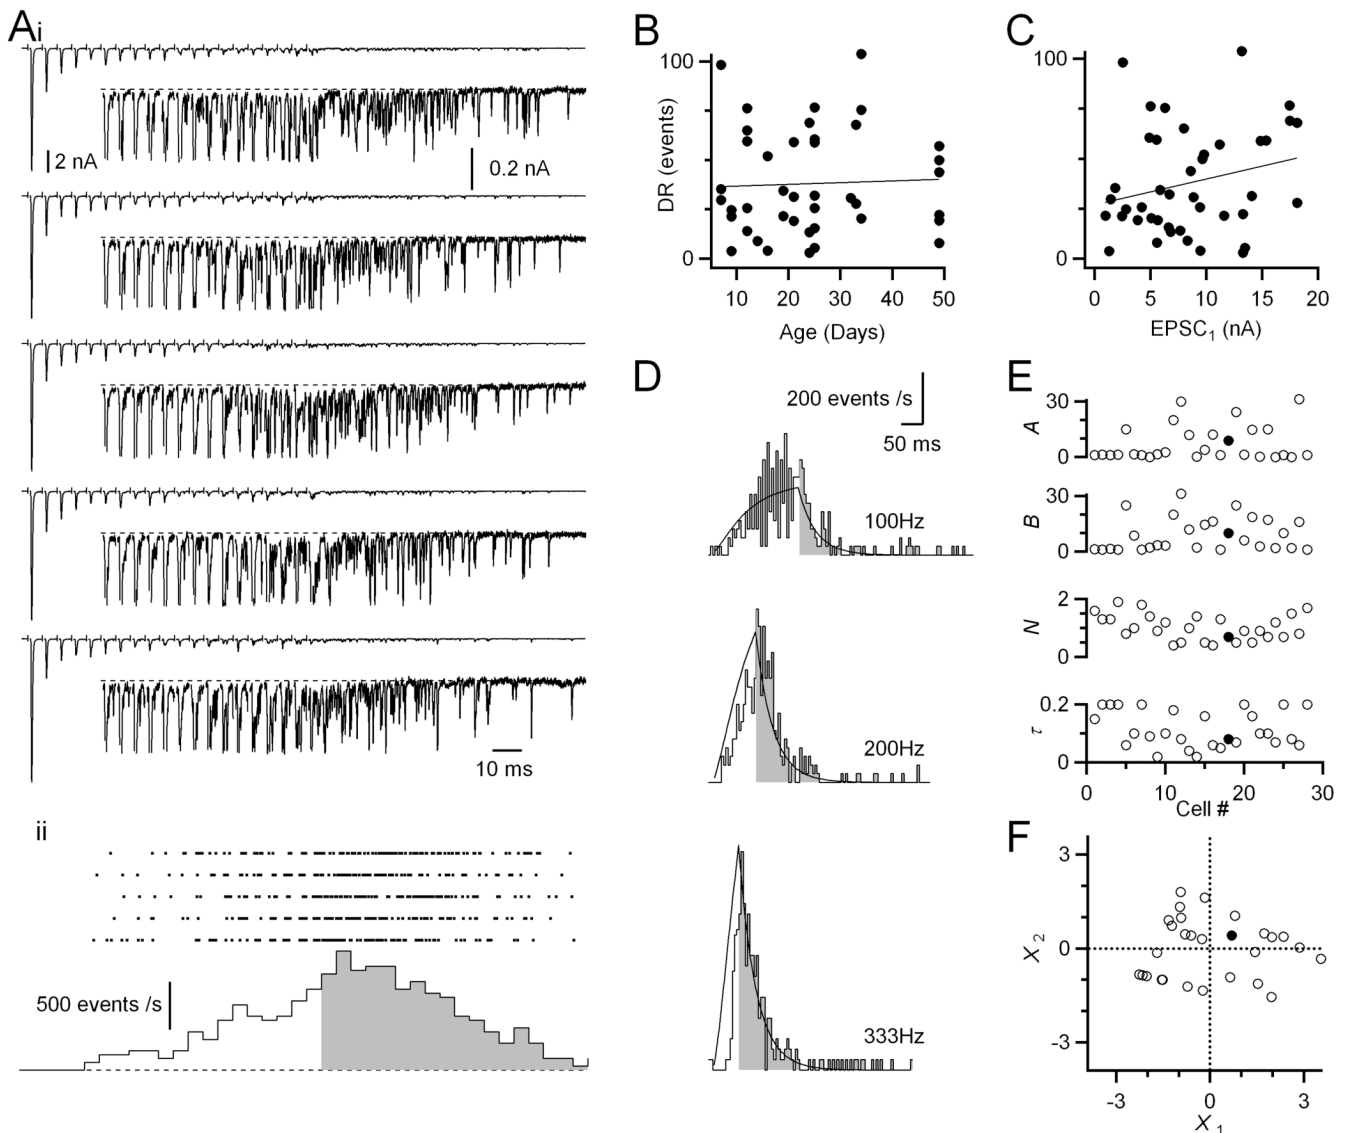 Ai
2 nA
0.2 nA
10 ms
ii
500 events /s
B
100
0
DR (events)
10 20 30 40 50
Age (Days)
C
100
0
0 5 10 15 20
EPSC1 (nA)
D
200 events /s
50 ms
100Hz
200Hz
333Hz
E
30
0
A
30
0
B
2
0
N
0.2
0
τ
0 10 20 30
Cell #
F
3
0
-3
X 2
-3 0 3
X 1